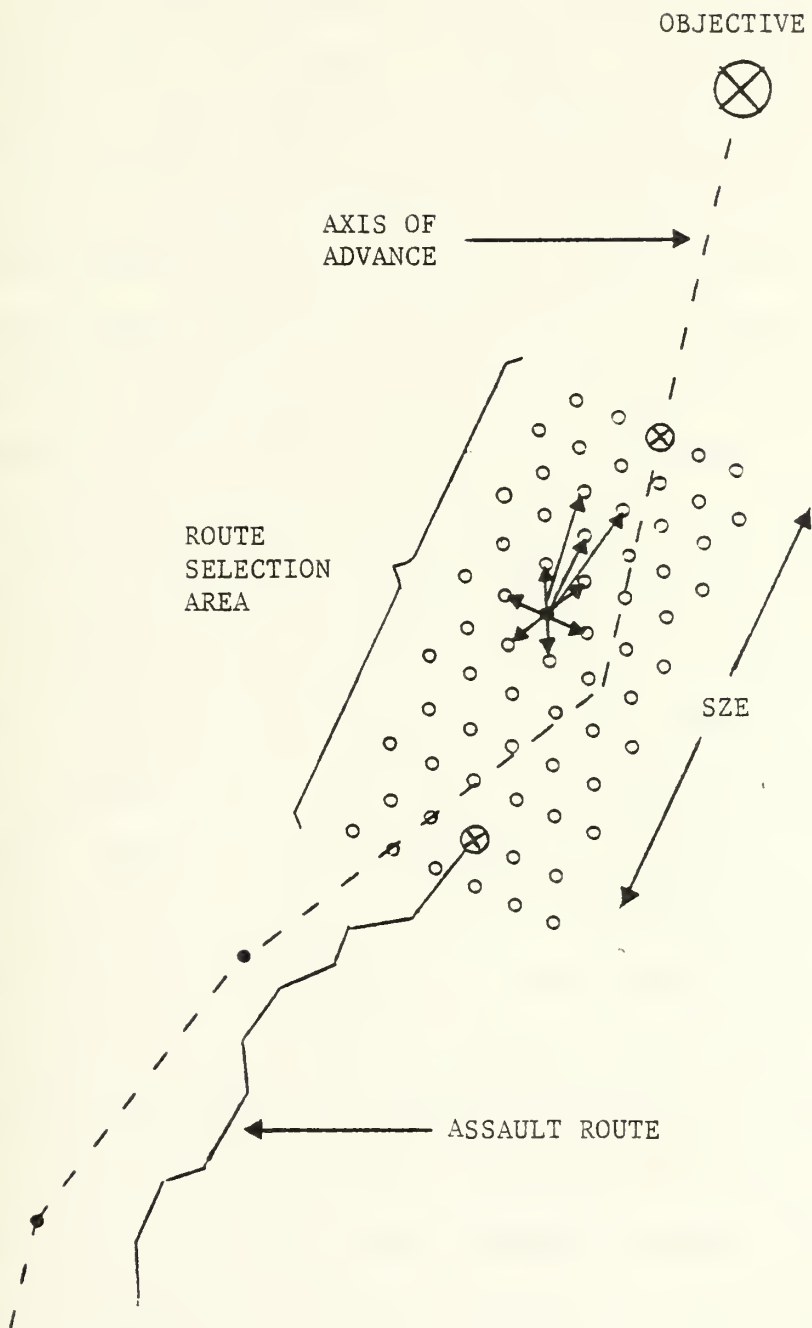 OBJECTIVE
AXIS OF
ADVANCE
ROUTE
SELECTION
AREA
SZE
ASSAULT ROUTE